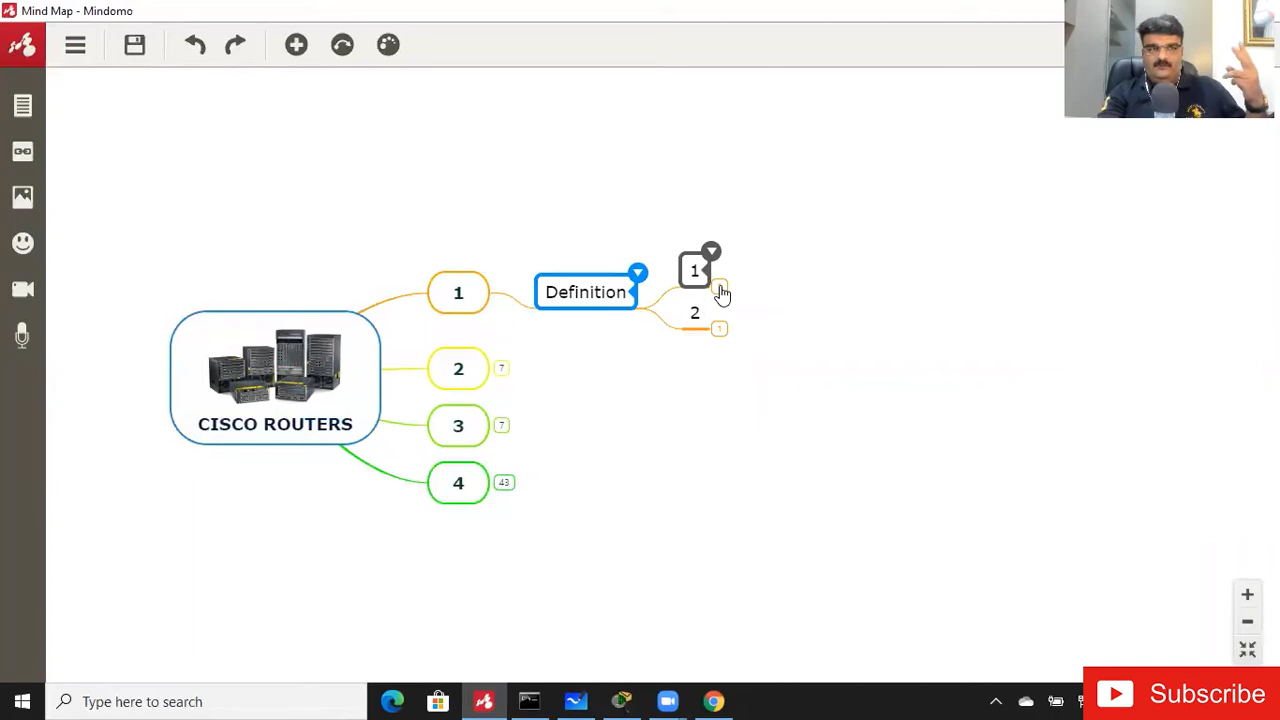 Mind Map - Mindomo
1
Definition
1
2
1
2
7
3
7
4
43
CISCO ROUTERS
Type here to search
Subscribe